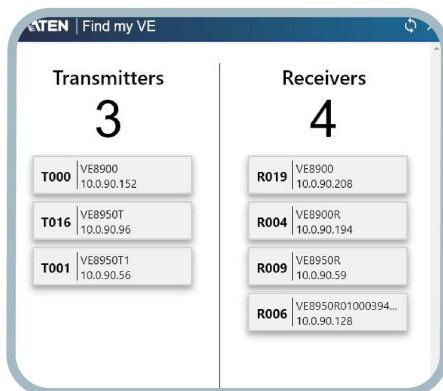 ATEN | Find my VE
Transmitters
3
T000 VE8900
10.0.90.152
T016 VE8950T
10.0.90.96
T001 VE8950T1
10.0.90.56
Receivers
4
R019 VE8900
10.0.90.208
R004 VE8900R
10.0.90.194
R009 VE8950R
10.0.90.59
R006 VE8950R01000394...
10.0.90.128